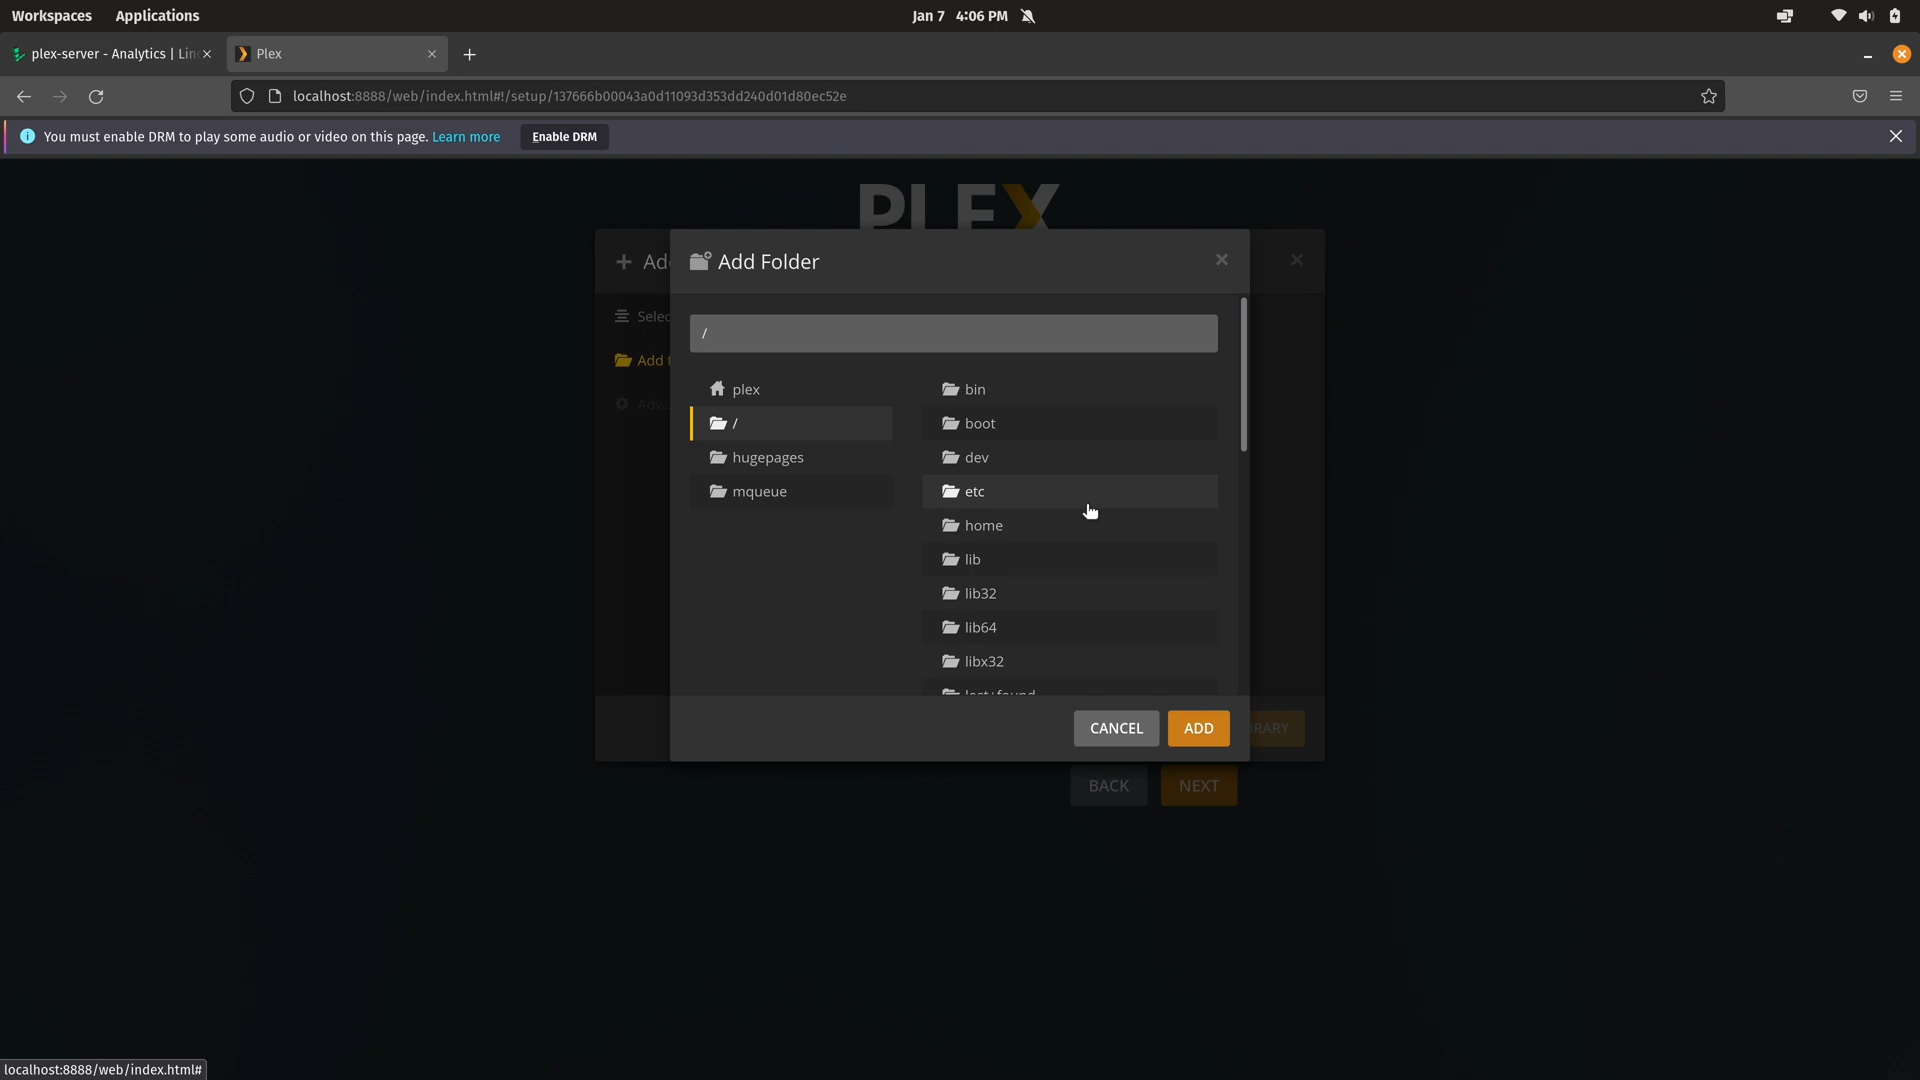 Workspaces Applications Jan 7 4:06 PM
plex-server - Analytics | Lin Plex
localhost:8888/web/index.html#!/setup/137666b00043a0d11093d353dd240d01d80ec52e
You must enable DRM to play some audio or video on this page. Learn more Enable DRM
PLEX
Add Folder
/
plex
/
hugepages
mqueue
bin
boot
dev
etc
home
lib
lib32
lib64
libx32
lost+found
CANCEL ADD
BACK NEXT
localhost:8888/web/index.html#